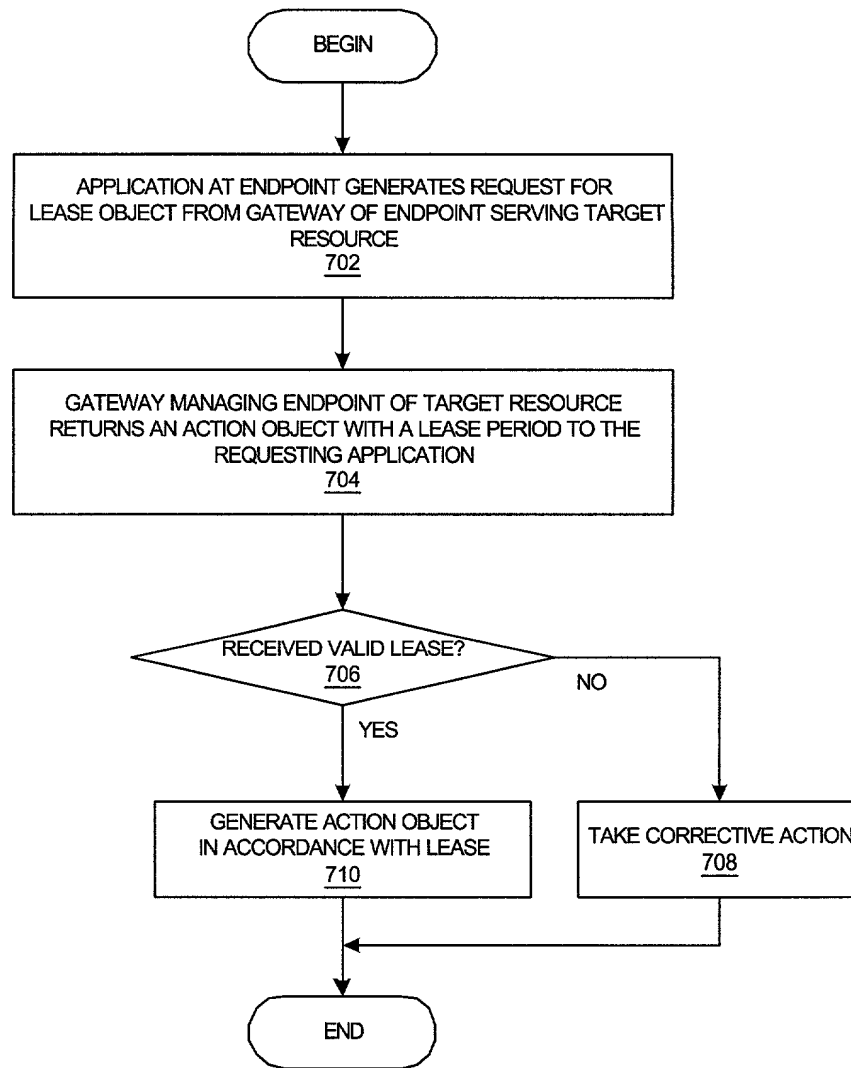 BEGIN
APPLICATION AT ENDPOINT GENERATES REQUEST FOR
LEASE OBJECT FROM GATEWAY OF ENDPOINT SERVING TARGET
RESOURCE
702
GATEWAY MANAGING ENDPOINT OF TARGET RESOURCE
RETURNS AN ACTION OBJECT WITH A LEASE PERIOD TO THE
REQUESTING APPLICATION
704
RECEIVED VALID LEASE?
706
NO
YES
GENERATE ACTION OBJECT
IN ACCORDANCE WITH LEASE
710
TAKE CORRECTIVE ACTION
708
END